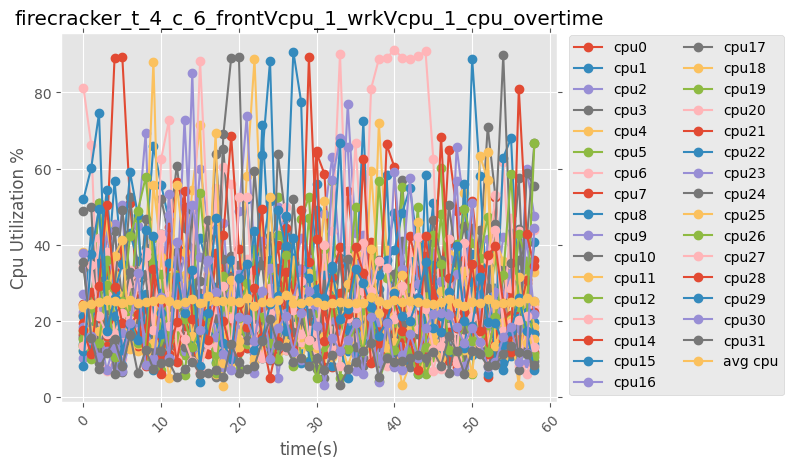 firecracker_t_4_c_6_frontVcpu_1_wrkVcpu_1_cpu_overtime
Cpu Utilization %
80
60
40
20
0
0
10
20
30
40
50
60
time(s)
cpu0
cpu1
cpu2
cpu3
cpu4
cpu5
cpu6
cpu7
cpu8
cpu9
cpu10
cpu11
cpu12
cpu13
cpu14
cpu15
cpu16
cpu17
cpu18
cpu19
cpu20
cpu21
cpu22
cpu23
cpu24
cpu25
cpu26
cpu27
cpu28
cpu29
cpu30
cpu31
avg cpu